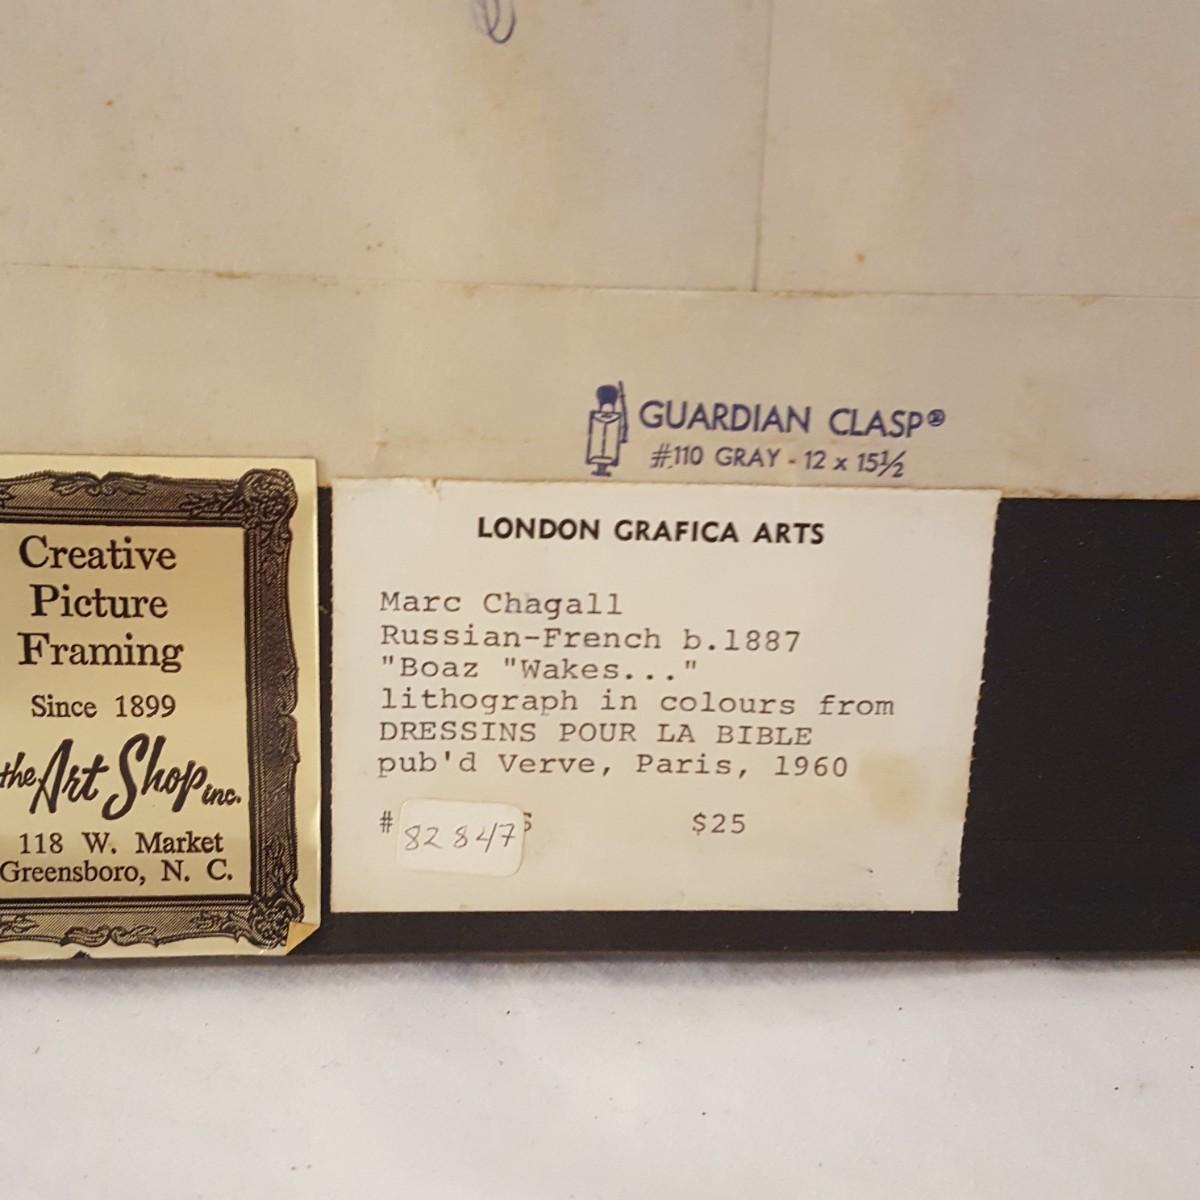 GUARDIAN CLASP®
#110 GRAY - 12 x 15½
Creative
Picture
Framing
Since 1899
the Art Shop inc.
118 W. Market
Greensboro, N. C.
LONDON GRAFICA ARTS
Marc Chagall
Russian-French b.1887
"Boaz "Wakes..."
lithograph in colours from
DRESSINS POUR LA BIBLE
pub'd Verve, Paris, 1960
# 82847 $25